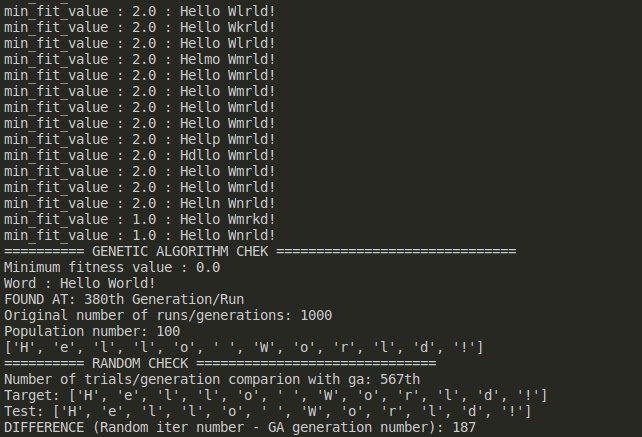 min_fit_value : 2.0 : Hello Wlrld!
min_fit_value : 2.0 : Hello Wkrld!
min_fit_value : 2.0 : Hello Wlrld!
min_fit_value : 2.0 : Helmo Wmrld!
min_fit_value : 2.0 : Hello Wmrld!
min_fit_value : 2.0 : Hello Wmrld!
min_fit_value : 2.0 : Hello Wmrld!
min_fit_value : 2.0 : Hello Wmrld!
min_fit_value : 2.0 : Hellp Wmrld!
min_fit_value : 2.0 : Hdllo Wmrld!
min_fit_value : 2.0 : Hello Wmrld!
min_fit_value : 2.0 : Hello Wmrld!
min_fit_value : 2.0 : Helln Wnrld!
min_fit_value : 1.0 : Hello Wmrkd!
min_fit_value : 1.0 : Hello Wnrld!
========== GENETIC ALGORITHM CHEK ==============================
Minimum fitness value : 0.0
Word : Hello World!
FOUND AT: 380th Generation/Run
Original number of runs/generations: 1000
Population number: 100
['H', 'e', 'l', 'l', 'o', ' ', 'W', 'o', 'r', 'l', 'd', '!']
========== RANDOM CHECK ==============================
Number of trials/generation comparion with ga: 567th
Target: ['H', 'e', 'l', 'l', 'o', ' ', 'W', 'o', 'r', 'l', 'd', '!']
Test: ['H', 'e', 'l', 'l', 'o', ' ', 'W', 'o', 'r', 'l', 'd', '!']
DIFFERENCE (Random iter number - GA generation number): 187